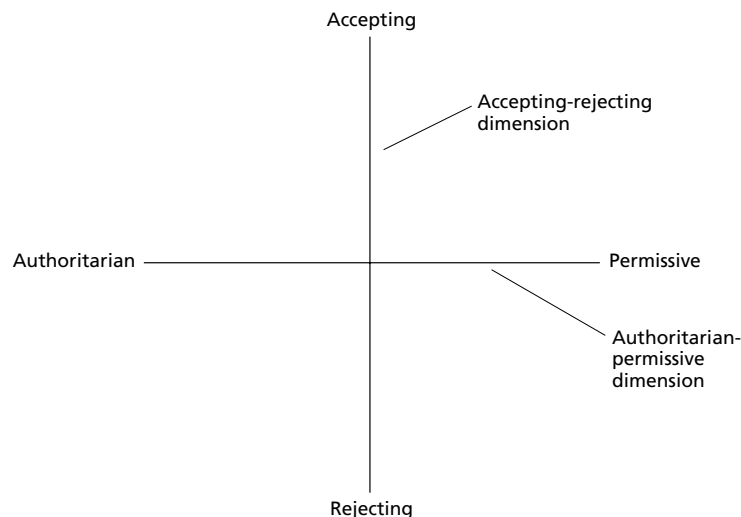 Accepting
Accepting-rejecting
dimension
Authoritarian
Permissive
Authoritarian-
permissive
dimension
Rejecting